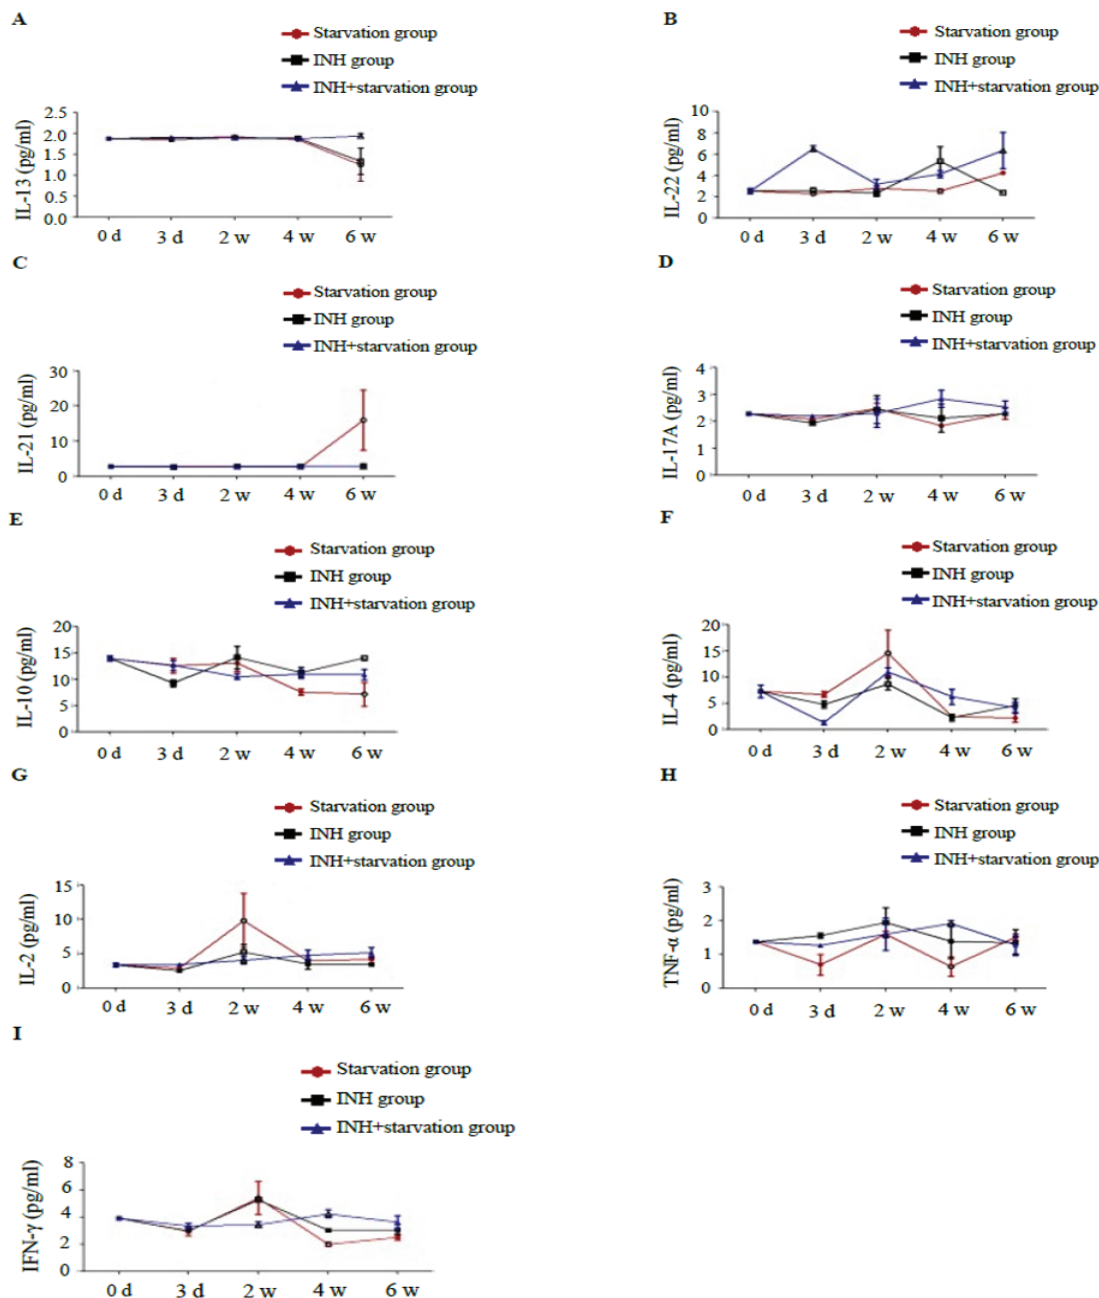 A
Starvation group
INH group
INH+starvation group
IL-13 (pg/ml)
2.5
2.0
1.5
1.0
0.5
0.0
0 d 3 d 2 w 4 w 6 w
B
Starvation group
INH group
INH+starvation group
IL-22 (pg/ml)
10
8
6
4
2
0
0 d 3 d 2 w 4 w 6 w
C
Starvation group
INH group
INH+starvation group
IL-21 (pg/ml)
30
20
10
0
0 d 3 d 2 w 4 w 6 w
D
Starvation group
INH group
INH+starvation group
IL-17A (pg/ml)
4
3
2
1
0
0 d 3 d 2 w 4 w 6 w
E
Starvation group
INH group
INH+starvation group
IL-10 (pg/ml)
20
15
10
5
0
0 d 3 d 2 w 4 w 6 w
F
Starvation group
INH group
INH+starvation group
IL-4 (pg/ml)
20
15
10
5
0
0 d 3 d 2 w 4 w 6 w
G
Starvation group
INH group
INH+starvation group
IL-2 (pg/ml)
15
10
5
0
0 d 3 d 2 w 4 w 6 w
H
Starvation group
INH group
INH+starvation group
TNF-α (pg/ml)
3
2
1
0
0 d 3 d 2 w 4 w 6 w
I
Starvation group
INH group
INH+starvation group
IFN-γ (pg/ml)
8
6
4
2
0
0 d 3 d 2 w 4 w 6 w